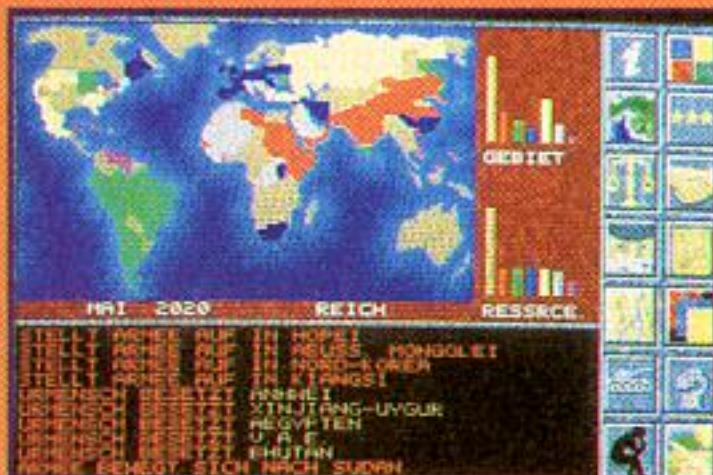 GEBIET
MAI 2020 REICH
RESSRCE.
STELLT ARMEE AUF IN HOPEI
STELLT ARMEE AUF IN AEUSS. MONGOLEI
STELLT ARMEE AUF IN NORD-KOREA
STELLT ARMEE AUF IN KIANGSI
URMENSCH BESETZT ANHWEI
URMENSCH BESETZT XINJIANG-UYGUR
URMENSCH BESETZT AEGYPTEN
URMENSCH BESETZT U.A.E.
URMENSCH BESETZT BHUTAN
ARMEE BEWEGT SICH NACH SUDAN